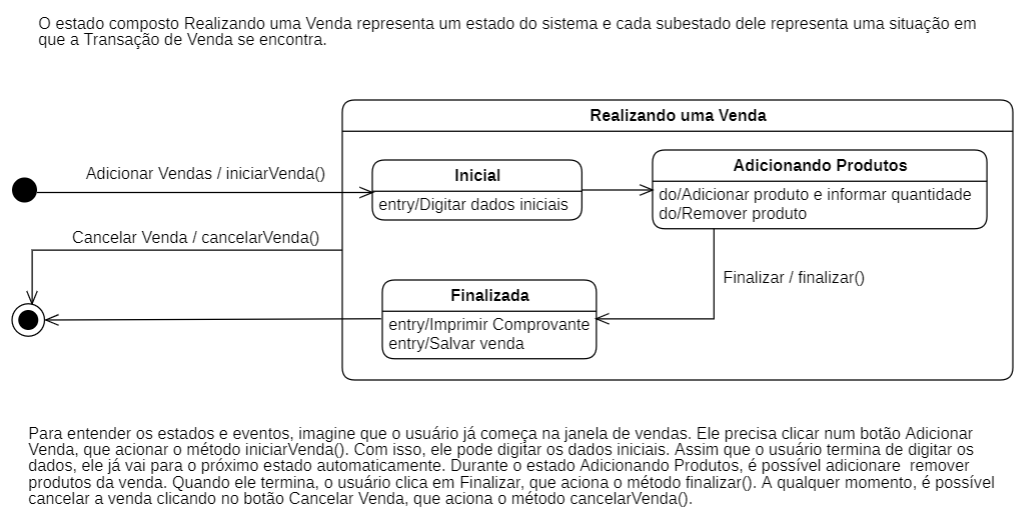 O estado composto Realizando uma Venda representa um estado do sistema e cada subestado dele representa uma situação em
que a Transação de Venda se encontra.
Realizando uma Venda
Adicionar Vendas / iniciarVenda()
Inicial
entry/Digitar dados iniciais
Adicionando Produtos
do/Adicionar produto e informar quantidade
do/Remover produto
Cancelar Venda / cancelarVenda()
Finalizar / finalizar()
Finalizada
entry/Imprimir Comprovante
entry/Salvar venda
Para entender os estados e eventos, imagine que o usuário já começa na janela de vendas. Ele precisa clicar num botão Adicionar
Venda, que acionar o método iniciarVenda(). Com isso, ele pode digitar os dados iniciais. Assim que o usuário termina de digitar os
dados, ele já vai para o próximo estado automaticamente. Durante o estado Adicionando Produtos, é possível adicionare  remover
produtos da venda. Quando ele termina, o usuário clica em Finalizar, que aciona o método finalizar(). A qualquer momento, é possível
cancelar a venda clicando no botão Cancelar Venda, que aciona o método cancelarVenda().